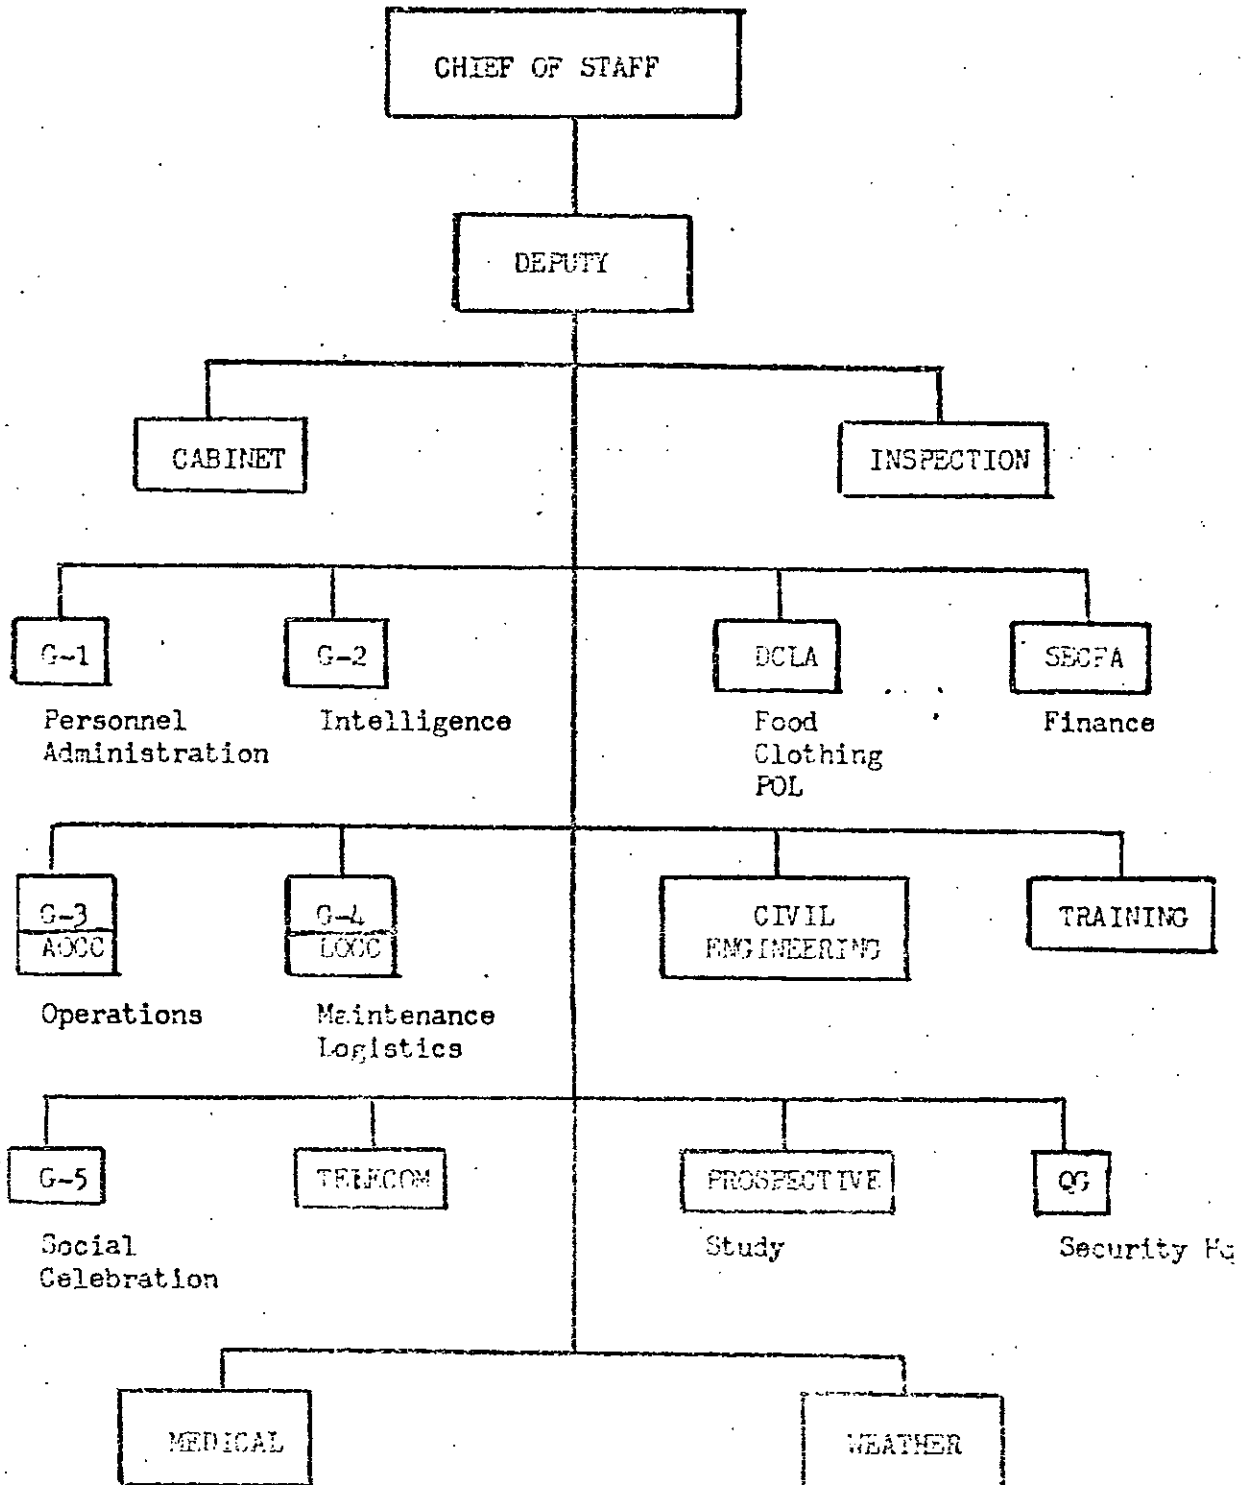 CHIEF OF STAFF
DEPUTY
CABINET
INSPECTION
G-1
G-2
DCLA
SECFA
Personnel
Administration
Intelligence
Food
Clothing
POL
Finance
G-3
AOCC
G-4
LOCC
CIVIL
ENGINEERING
TRAINING
Operations
Maintenance
Logistics
G-5
TELECOM
PROSPECTIVE
QG
Social
Celebration
Study
Security Hq
MEDICAL
WEATHER